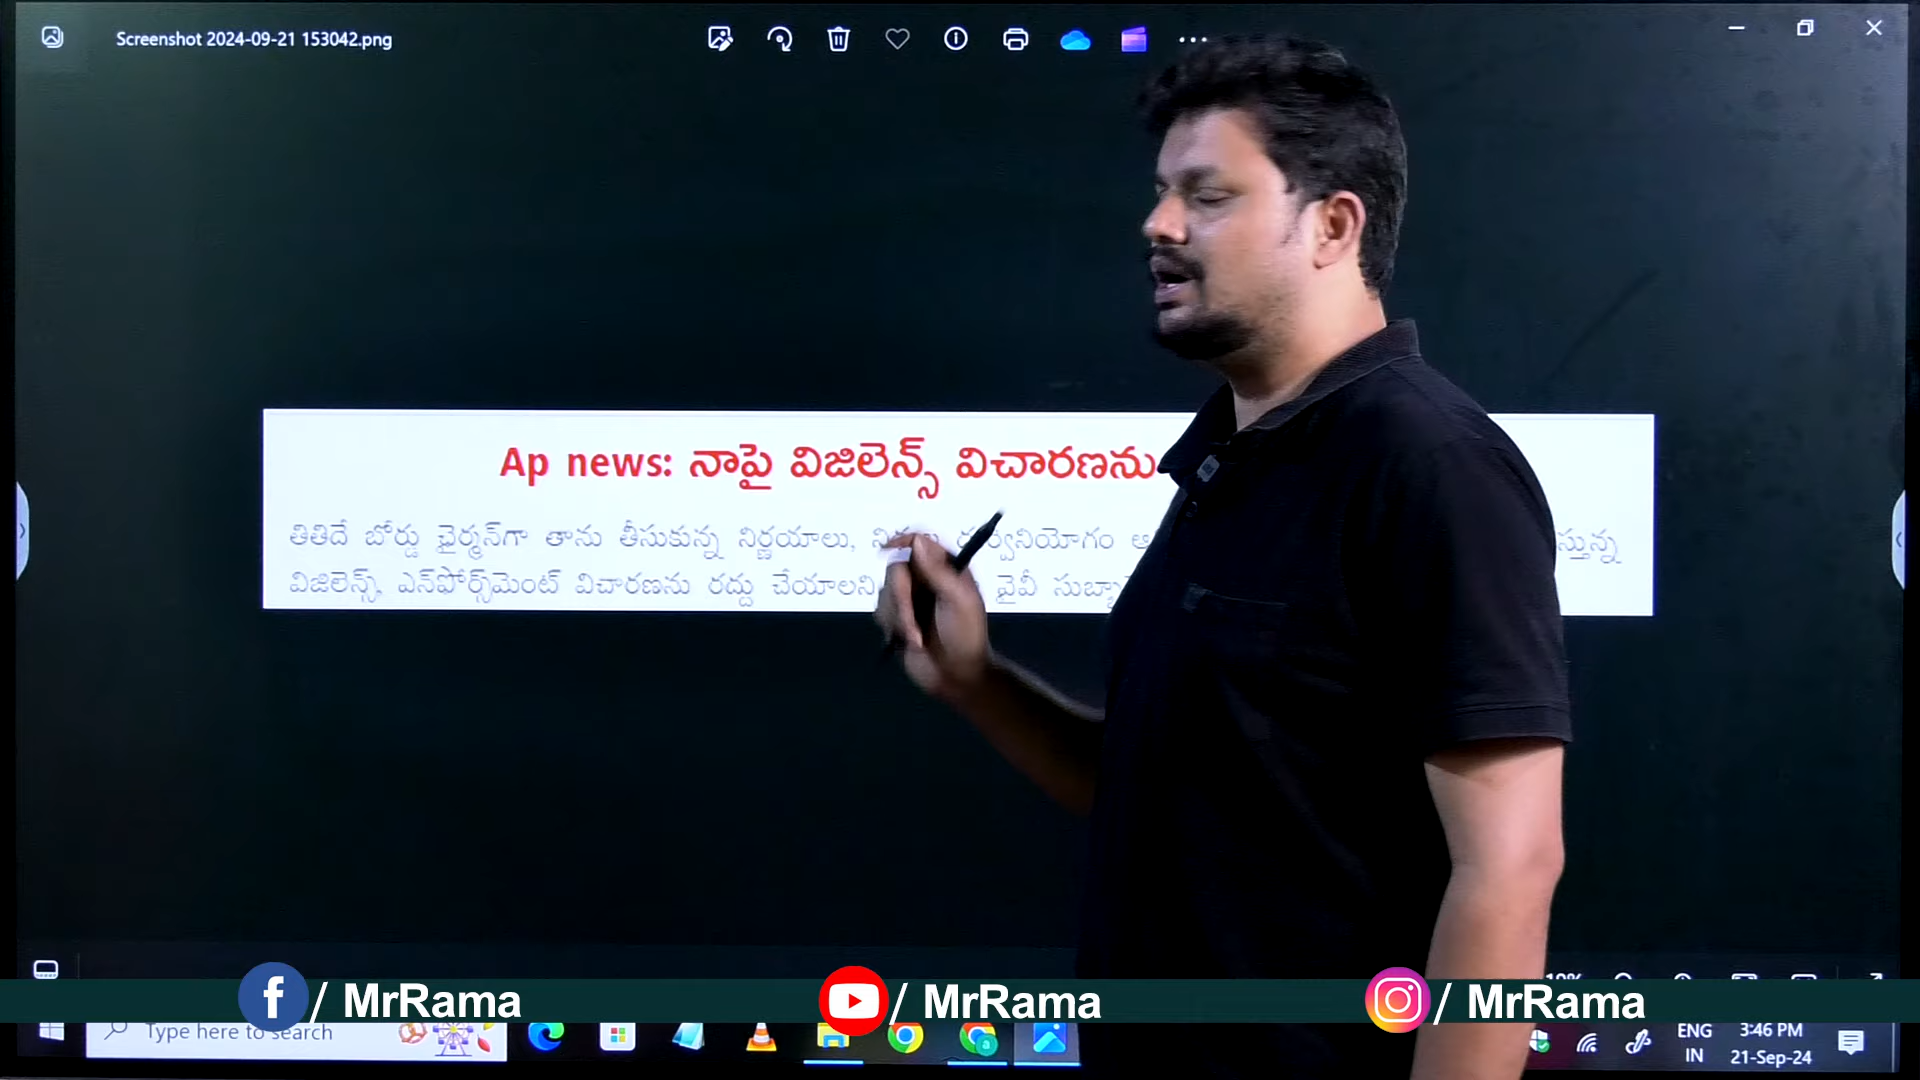 Screenshot 2024-09-21 153042.png
Ap news: నాపై విజిలెన్స్ విచారణను
తితిదే బోర్డు ఛైర్మన్‌గా తాను తీసుకున్న నిర్ణయాలు,
స్తున్న
విజిలెన్స్, ఎన్‌ఫోర్స్‌మెంట్ విచారణను రద్దు చేయాలని వైవీ
/ MrRama
/ MrRama
/ MrRama
Type here to search
ENG
IN
3:46 PM
21-Sep-24